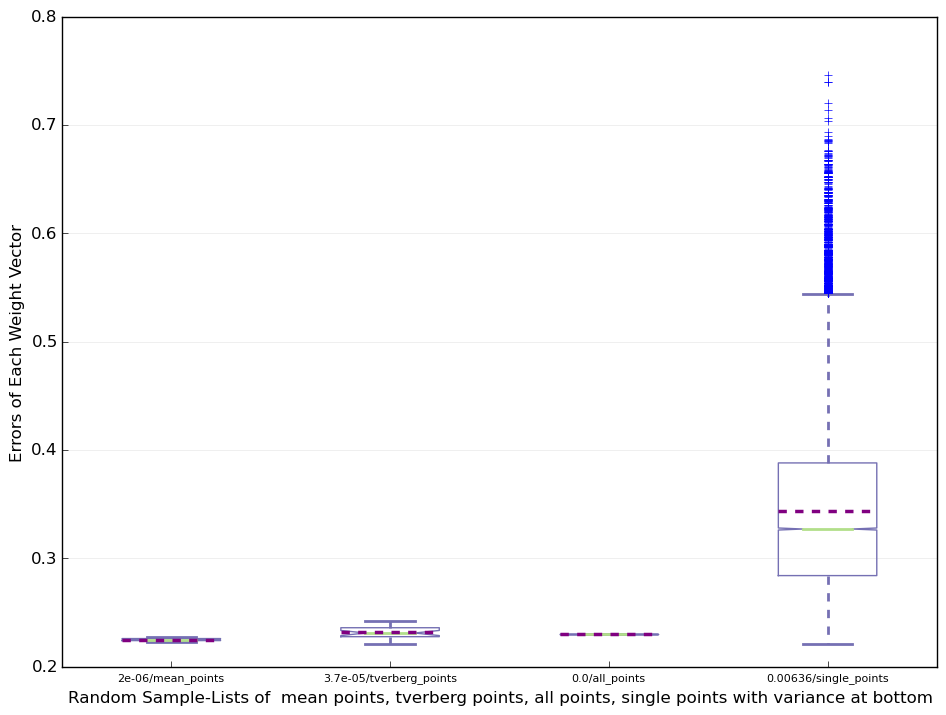 0.8
0.7
0.6
0.5
0.4
0.3
0.2
Errors of Each Weight Vector
2e-06/mean_points 3.7e-05/tverberg_points 0.0/all_points 0.00636/single_points
Random Sample-Lists of  mean points, tverberg points, all points, single points with variance at bottom